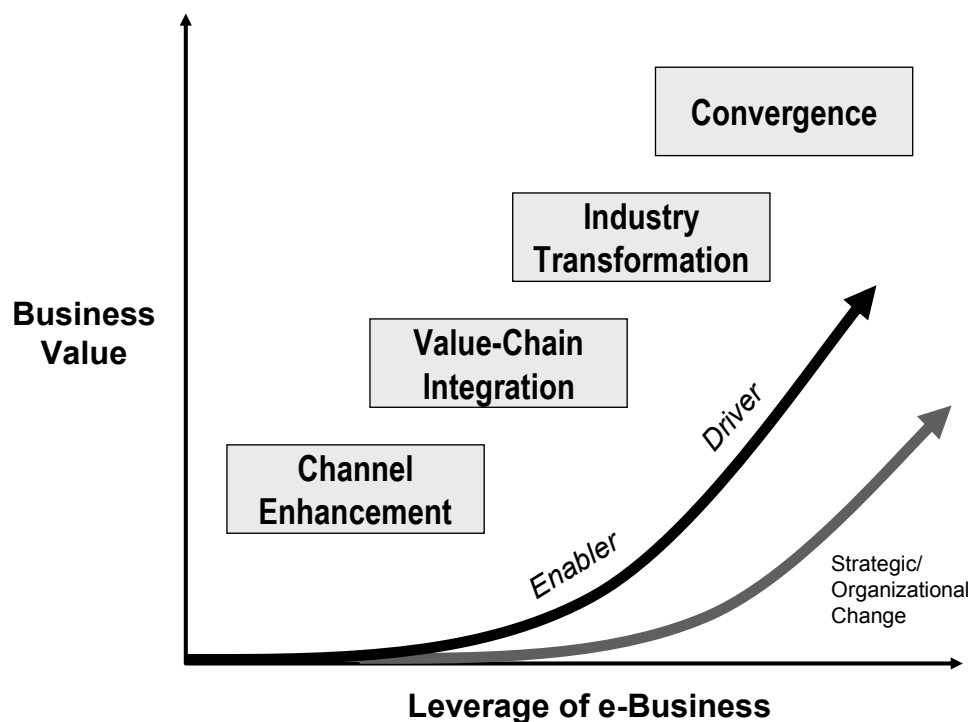 Convergence
Industry
Transformation
Business
Value
Value-Chain
Integration
Driver
Channel
Enhancement
Enabler
Strategic/
Organizational
Change
Leverage of e-Business